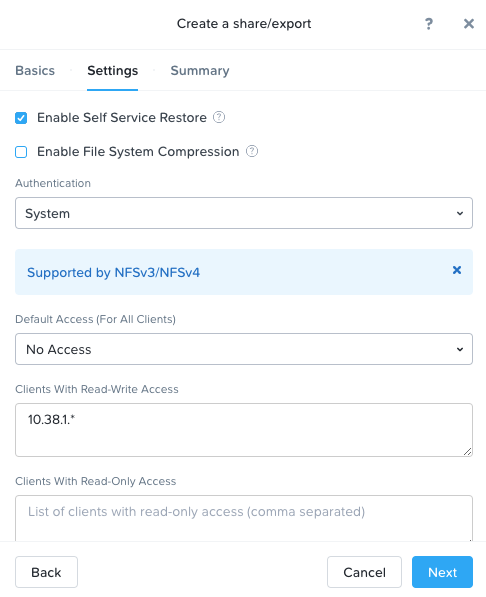 Create a share/export ? ×
Basics · Settings · Summary
Enable Self Service Restore ?
Enable File System Compression ?
Authentication
System
Supported by NFSv3/NFSv4 ×
Default Access (For All Clients)
No Access
Clients With Read-Write Access
10.38.1.*
Clients With Read-Only Access
List of clients with read-only access (comma separated)
Back Cancel Next